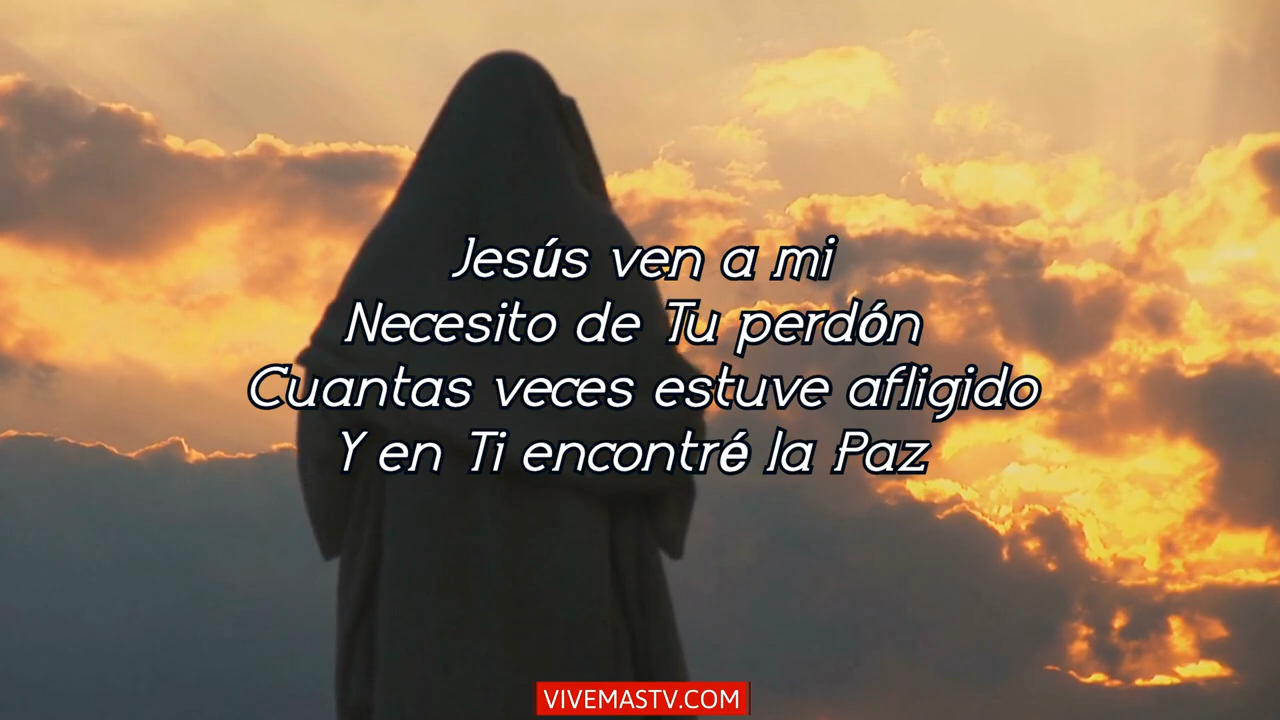 Jesús ven a mi
Necesito de Tu perdón
Cuantas veces estuve afligido
Y en Ti encontré la Paz
VIVEMASTV.COM